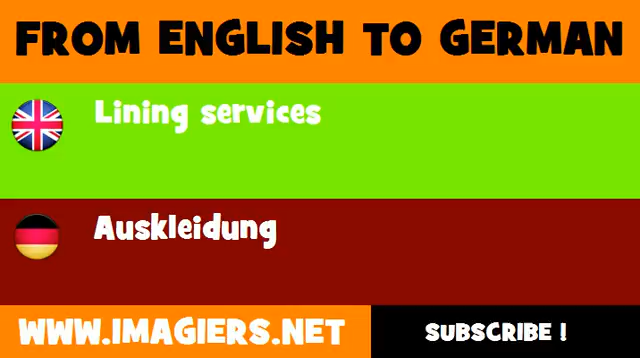 FROM ENGLISH TO GERMAN
Lining services
Auskleidung
WWW.IMAGIERS.NET
SUBSCRIBE !